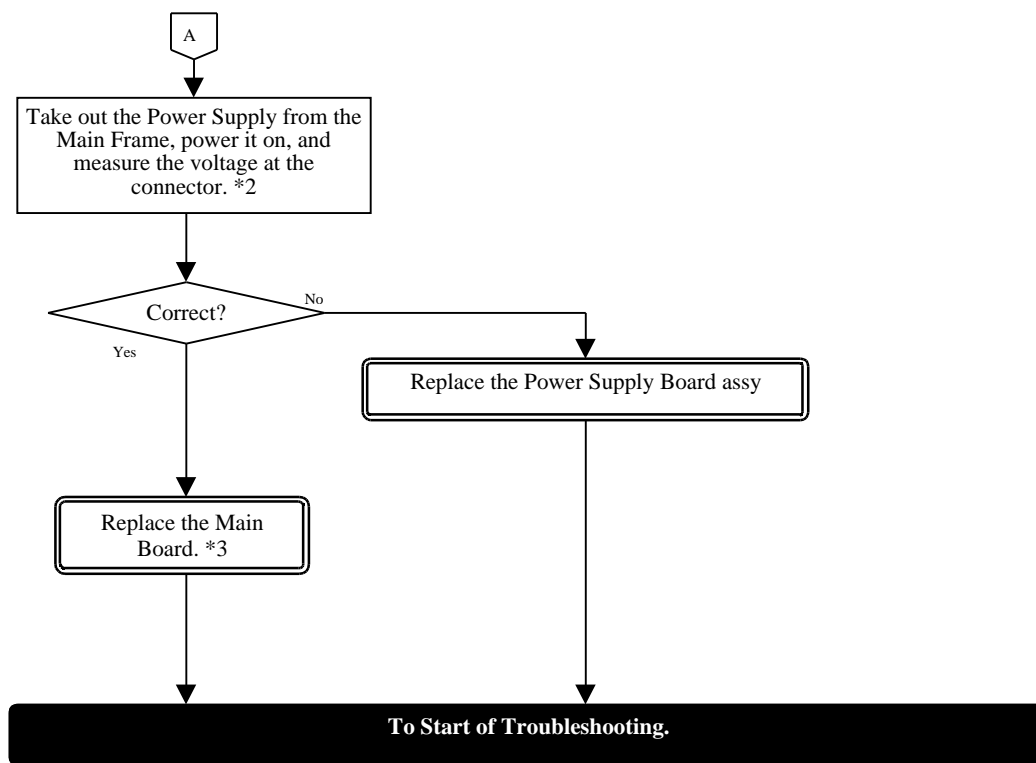 A
Take out the Power Supply from the
Main Frame, power it on, and
measure the voltage at the
connector. *2
Correct?
No
Yes
Replace the Power Supply Board assy
Replace the Main
Board. *3
To Start of Troubleshooting.